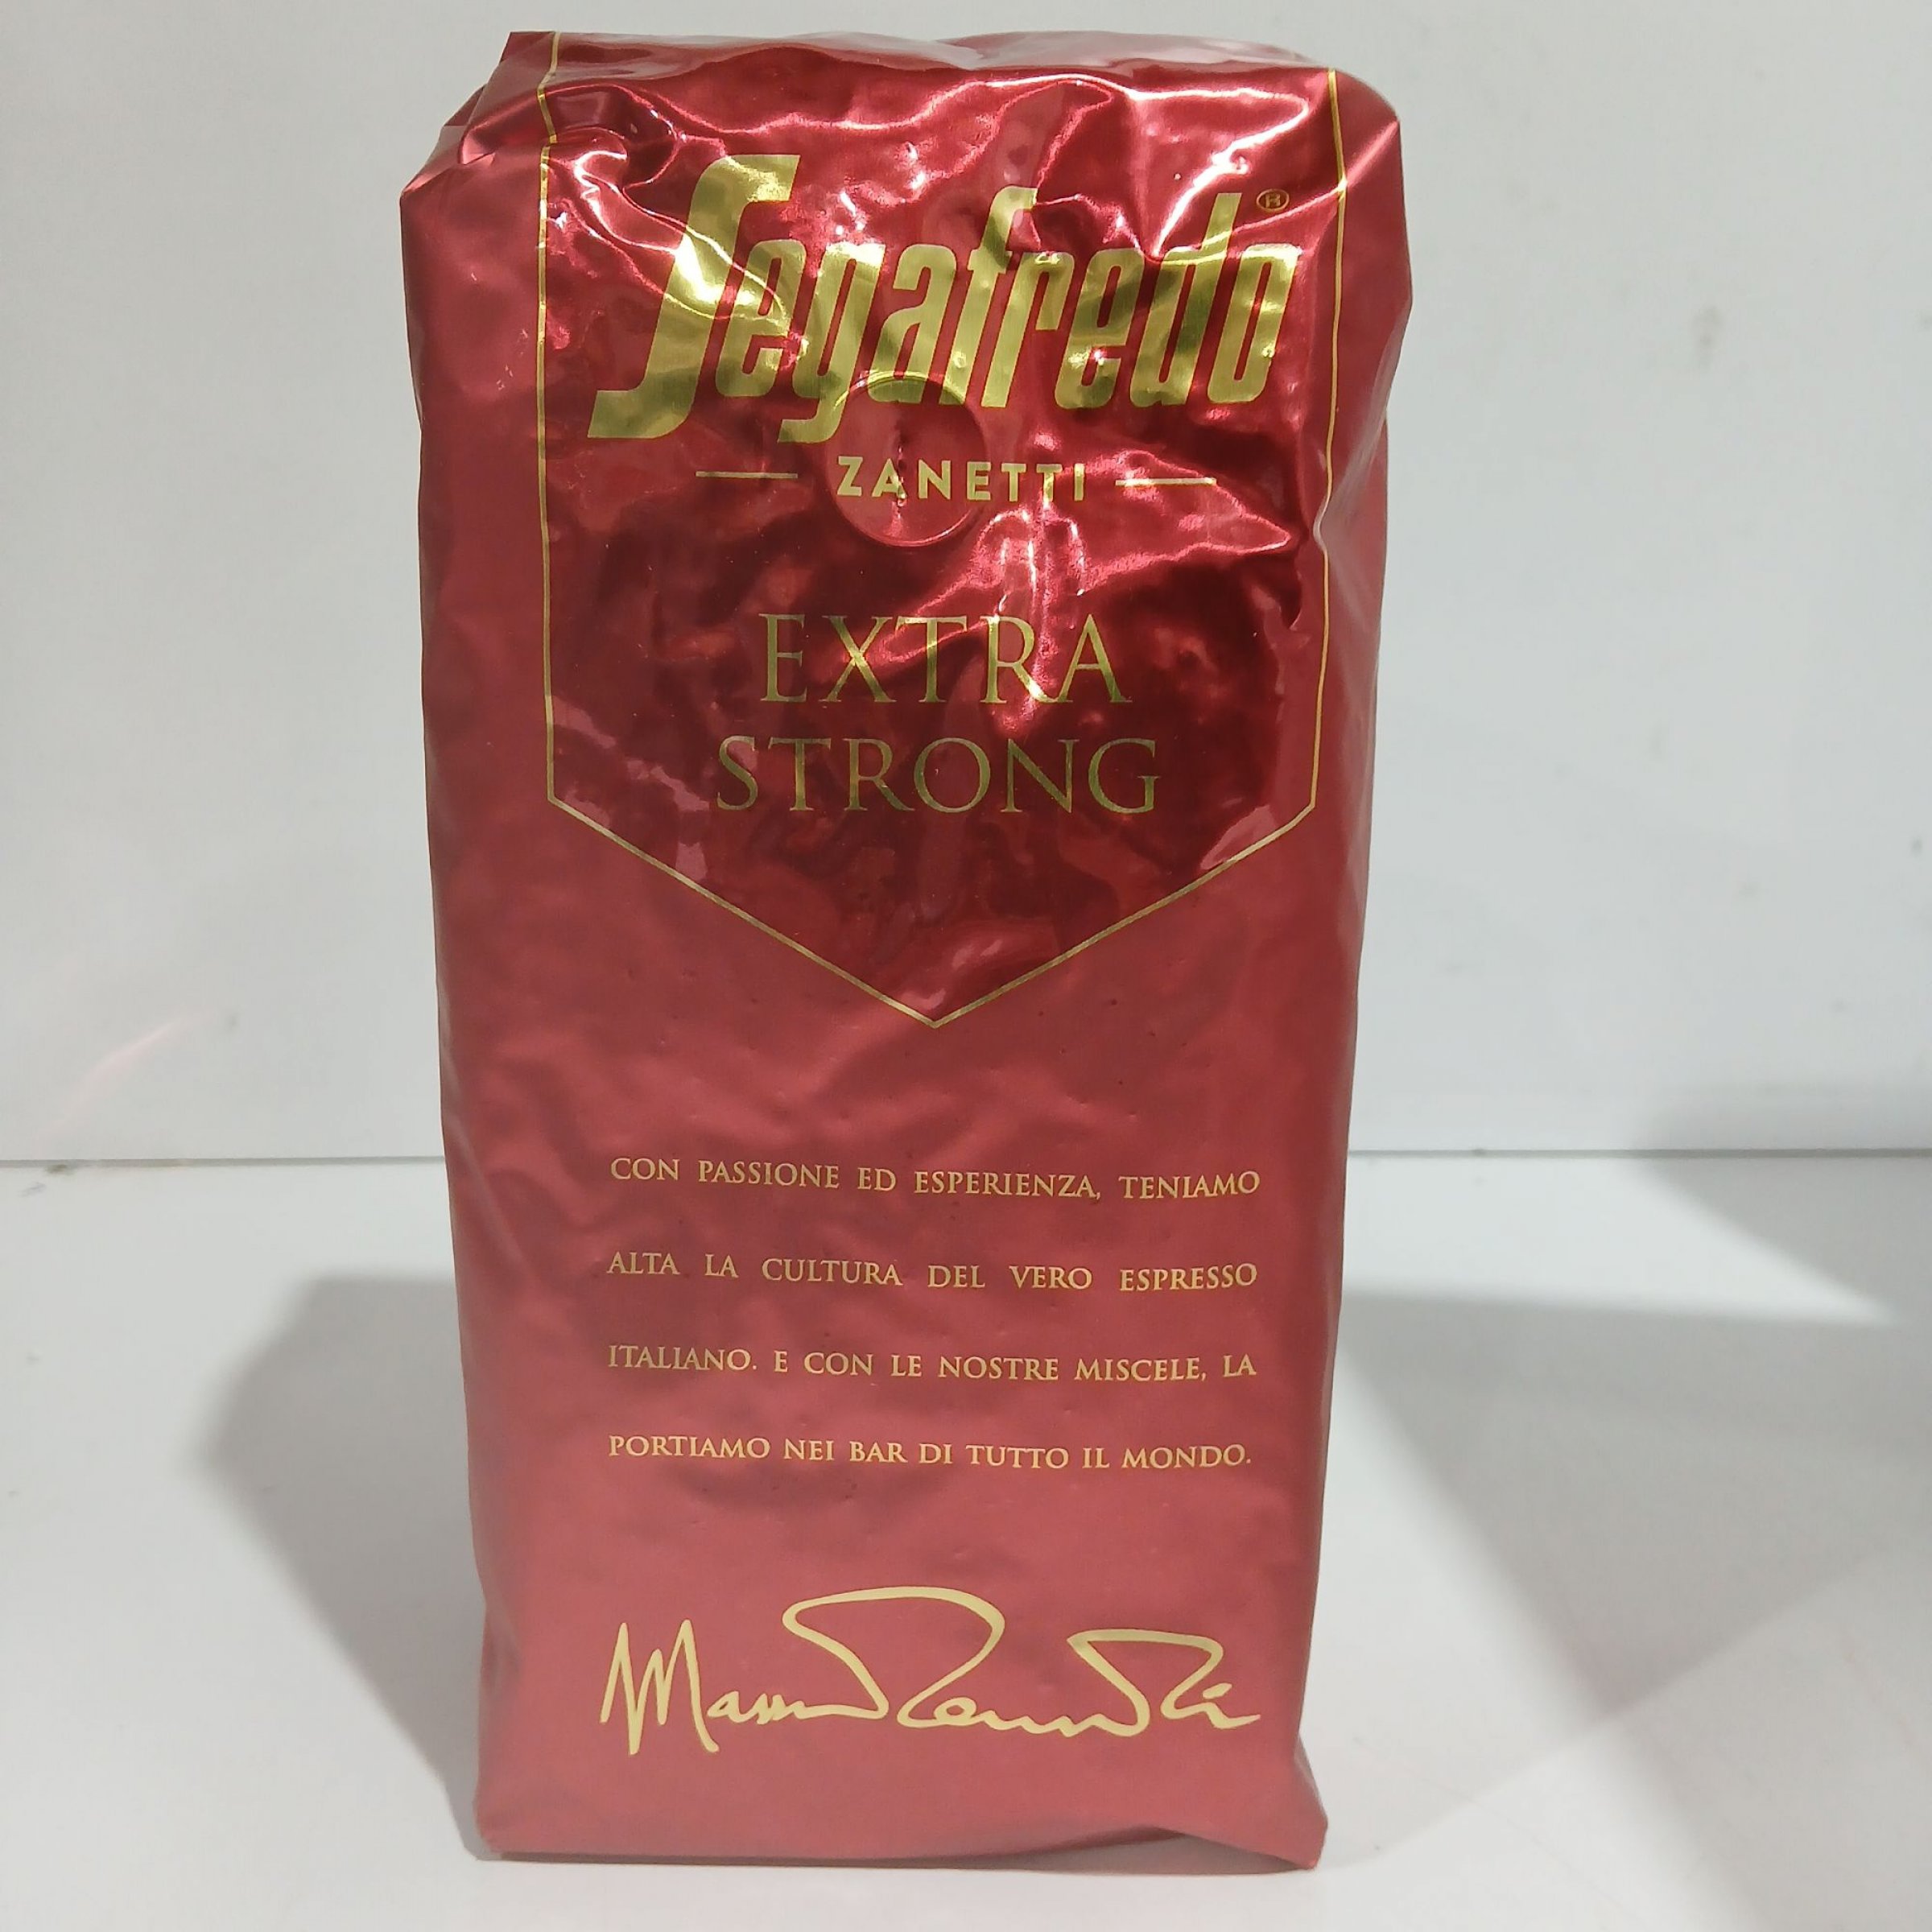 Segafredo®
ZANETTI
EXTRA
STRONG
CON PASSIONE ED ESPERIENZA, TENIAMO
ALTA LA CULTURA DEL VERO ESPRESSO
ITALIANO. E CON LE NOSTRE MISCELE, LA
PORTIAMO NEI BAR DI TUTTO IL MONDO.